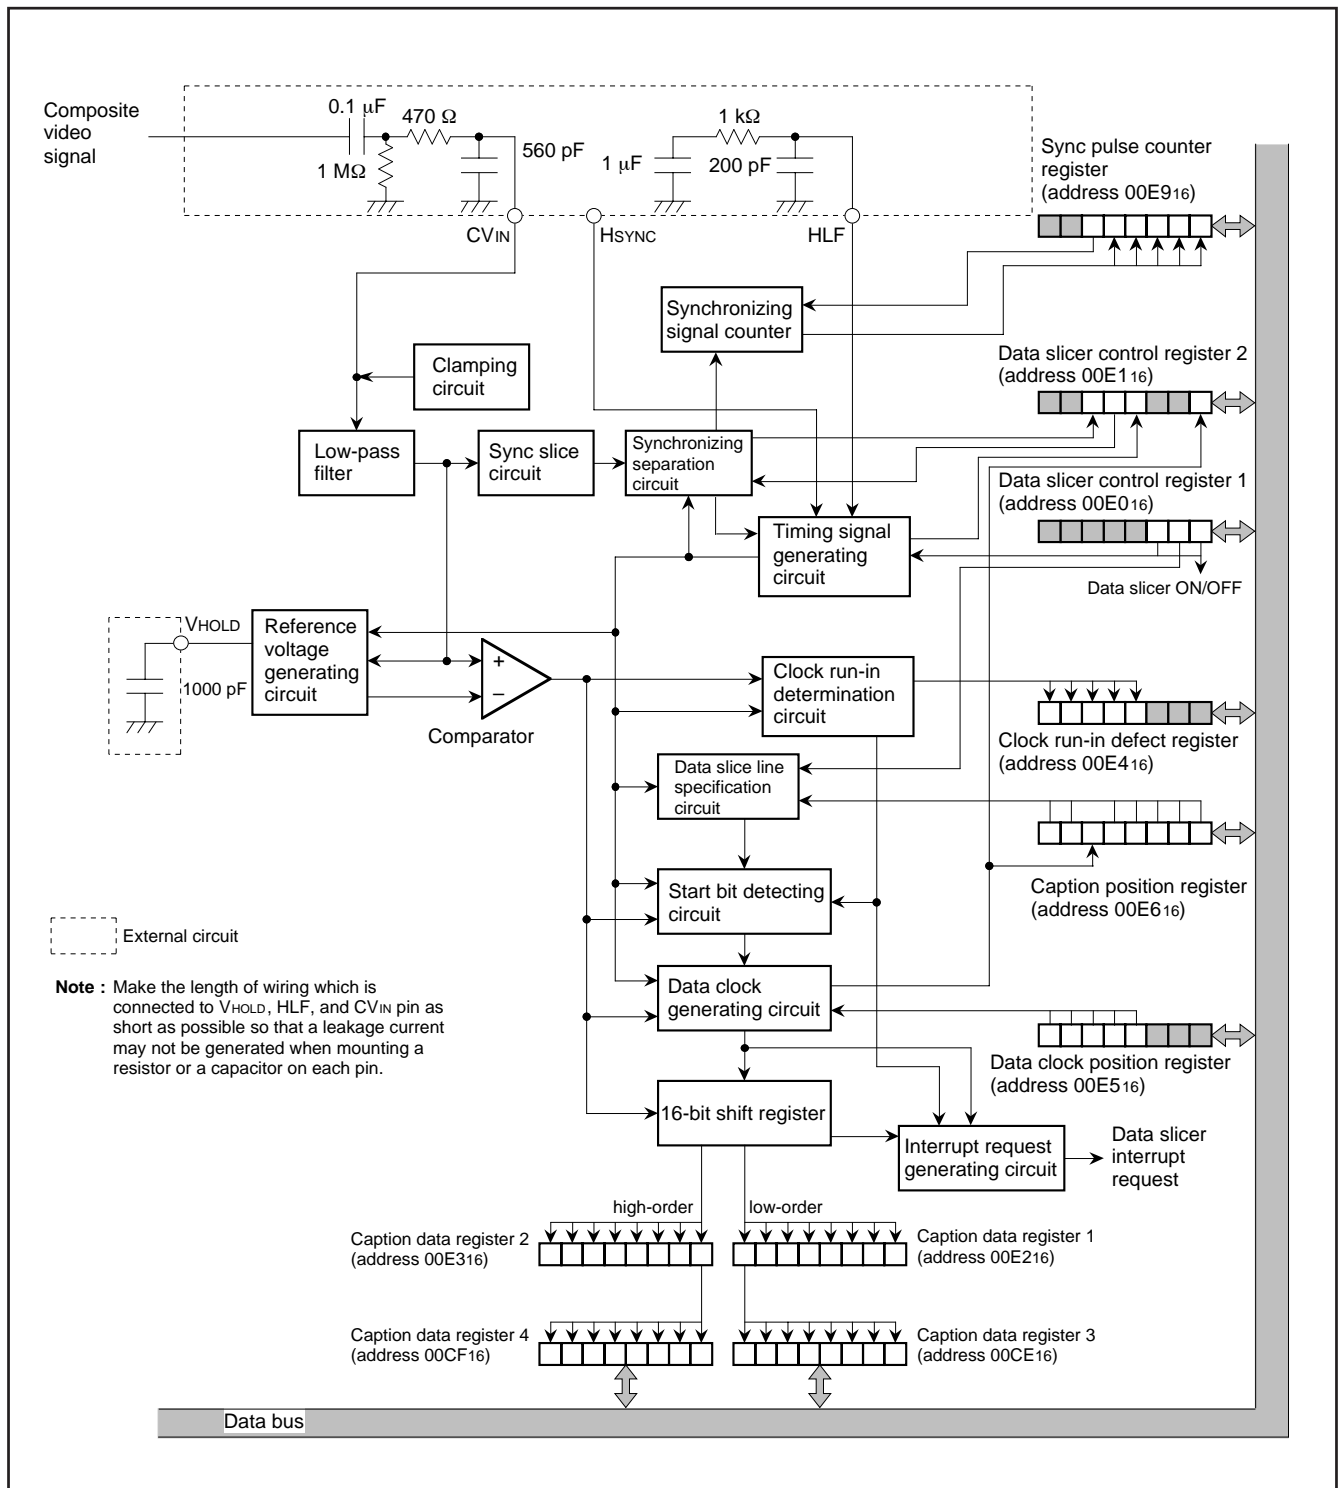 Composite
video
signal
0.1 µF
470 Ω
1 MΩ
560 pF
1 µF
1 kΩ
200 pF
CVIN
HSYNC
HLF
Sync pulse counter
register
(address 00E916)
Synchronizing
signal counter
Clamping
circuit
Data slicer control register 2
(address 00E116)
Low-pass
filter
Sync slice
circuit
Synchronizing
separation
circuit
Data slicer control register 1
(address 00E016)
Timing signal
generating
circuit
Data slicer ON/OFF
VHOLD
1000 pF
Reference
voltage
generating
circuit
+
−
Comparator
Clock run-in
determination
circuit
Clock run-in defect register
(address 00E416)
Data slice line
specification
circuit
Start bit detecting
circuit
Caption position register
(address 00E616)
External circuit
Note : Make the length of wiring which is
connected to VHOLD, HLF, and CVIN pin as
short as possible so that a leakage current
may not be generated when mounting a
resistor or a capacitor on each pin.
Data clock
generating circuit
Data clock position register
(address 00E516)
16-bit shift register
Interrupt request
generating circuit
Data slicer
interrupt
request
high-order
low-order
Caption data register 2
(address 00E316)
Caption data register 1
(address 00E216)
Caption data register 4
(address 00CF16)
Caption data register 3
(address 00CE16)
Data bus